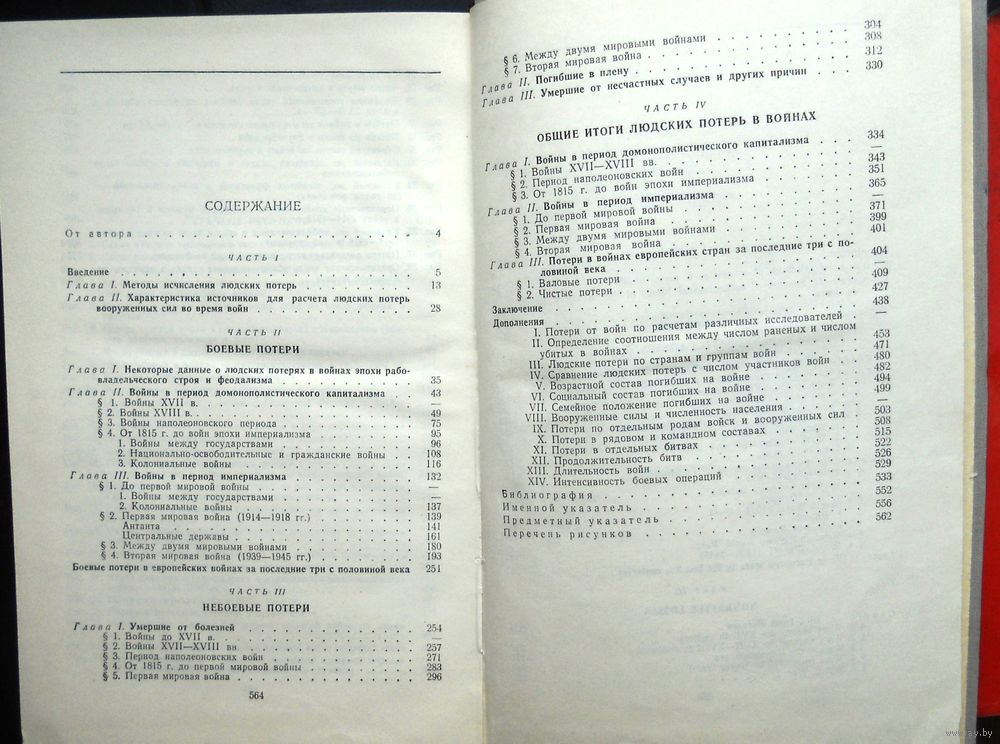 СОДЕРЖАНИЕ
От автора . . . . . . . . . . 4
ЧАСТЬ I
Введение . . . . . . . . . . 5
Глава I. Методы исчисления людских потерь . . . . . . . . . . 13
Глава II. Характеристика источников для расчета людских потерь
вооруженных сил во время войн . . . . . . . . . . 28
ЧАСТЬ II
БОЕВЫЕ ПОТЕРИ
Глава I. Некоторые данные о людских потерях в войнах эпохи рабо-
владельческого строя и феодализма . . . . . . . . . . 35
Глава II. Войны в период домонополистического капитализма 43
§ 1. Войны XVII в. . . . . . . . . . . —
§ 2. Войны XVIII в. . . . . . . . . . . 49
§ 3. Войны наполеоновского периода . . . . . . . . . . 75
§ 4. От 1815 г. до войн эпохи империализма . . . . . . . . . . 95
1. Войны между государствами . . . . . . . . . . 96
2. Национально-освободительные и гражданские войны . . 108
3. Колониальные войны . . . . . . . . . . 116
Глава III. Войны в период империализма . . . . . . . . . . 132
§ 1. До первой мировой войны . . . . . . . . . . —
1. Войны между государствами . . . . . . . . . . —
2. Колониальные войны . . . . . . . . . . 137
§ 2. Первая мировая война (1914—1918 гг.) . . . . . . . . . . 139
Антанта . . . . . . . . . . 141
Центральные державы . . . . . . . . . . 161
§ 3. Между двумя мировыми войнами . . . . . . . . . . 180
§ 4. Вторая мировая война (1939—1945 гг.) . . . . . . . . . . 193
Боевые потери в европейских войнах за последние три с половиной века 251
ЧАСТЬ III
НЕБОЕВЫЕ ПОТЕРИ
Глава I. Умершие от болезней . . . . . . . . . . 254
§ 1. Войны до XVII в. . . . . . . . . . . —
§ 2. Войны XVII—XVIII вв. . . . . . . . . . . 257
§ 3. Период наполеоновских войн . . . . . . . . . . 271
§ 4. От 1815 г. до первой мировой войны . . . . . . . . . . 283
§ 5. Первая мировая война . . . . . . . . . . 296
564
§ 6. Между двумя мировыми войнами . . . . . . . . . . 304
§ 7. Вторая мировая война . . . . . . . . . . 308
Глава II. Погибшие в плену . . . . . . . . . . 312
Глава III. Умершие от несчастных случаев и других причин . . . 330
ЧАСТЬ IV
ОБЩИЕ ИТОГИ ЛЮДСКИХ ПОТЕРЬ В ВОЙНАХ
Глава I. Войны в период домонополистического капитализма . . . 334
§ 1. Войны XVII—XVIII вв. . . . . . . . . . . —
§ 2. Период наполеоновских войн . . . . . . . . . . 343
§ 3. От 1815 г. до войн эпохи империализма . . . . . . . . . . 351
Глава II. Войны в период империализма . . . . . . . . . . 365
§ 1. До первой мировой войны . . . . . . . . . . —
§ 2. Первая мировая война . . . . . . . . . . 371
§ 3. Между двумя мировыми войнами . . . . . . . . . . 399
§ 4. Вторая мировая война . . . . . . . . . . 401
Глава III. Потери в войнах европейских стран за последние три с по-
ловиной века . . . . . . . . . . 404
§ 1. Валовые потери . . . . . . . . . . —
§ 2. Чистые потери . . . . . . . . . . 409
Заключение . . . . . . . . . . 427
Дополнения . . . . . . . . . . 438
I. Потери от войн по расчетам различных исследователей . . —
II. Определение соотношения между числом раненых и числом
убитых в войнах . . . . . . . . . . 453
III. Людские потери по странам и группам войн . . . . . 471
IV. Сравнение людских потерь с числом участников войн . . 480
V. Возрастной состав погибших на войне . . . . . . . 482
VI. Социальный состав погибших на войне . . . . . . . 494
VII. Семейное положение погибших на войне . . . . . . . 499
VIII. Вооруженные силы и численность населения . . . . . —
IX. Потери по отдельным родам войск и вооруженных сил . 503
X. Потери в рядовом и командном составах . . . . . . . 508
XI. Потери в отдельных битвах . . . . . . . . . . 515
XII. Продолжительность битв . . . . . . . . . . 522
XIII. Длительность войн . . . . . . . . . . 526
XIV. Интенсивность боевых операций . . . . . . . . . . 529
Библиография . . . . . . . . . . 533
Именной указатель . . . . . . . . . . 552
Предметный указатель . . . . . . . . . . 556
Перечень рисунков . . . . . . . . . . 562
www.ay.by